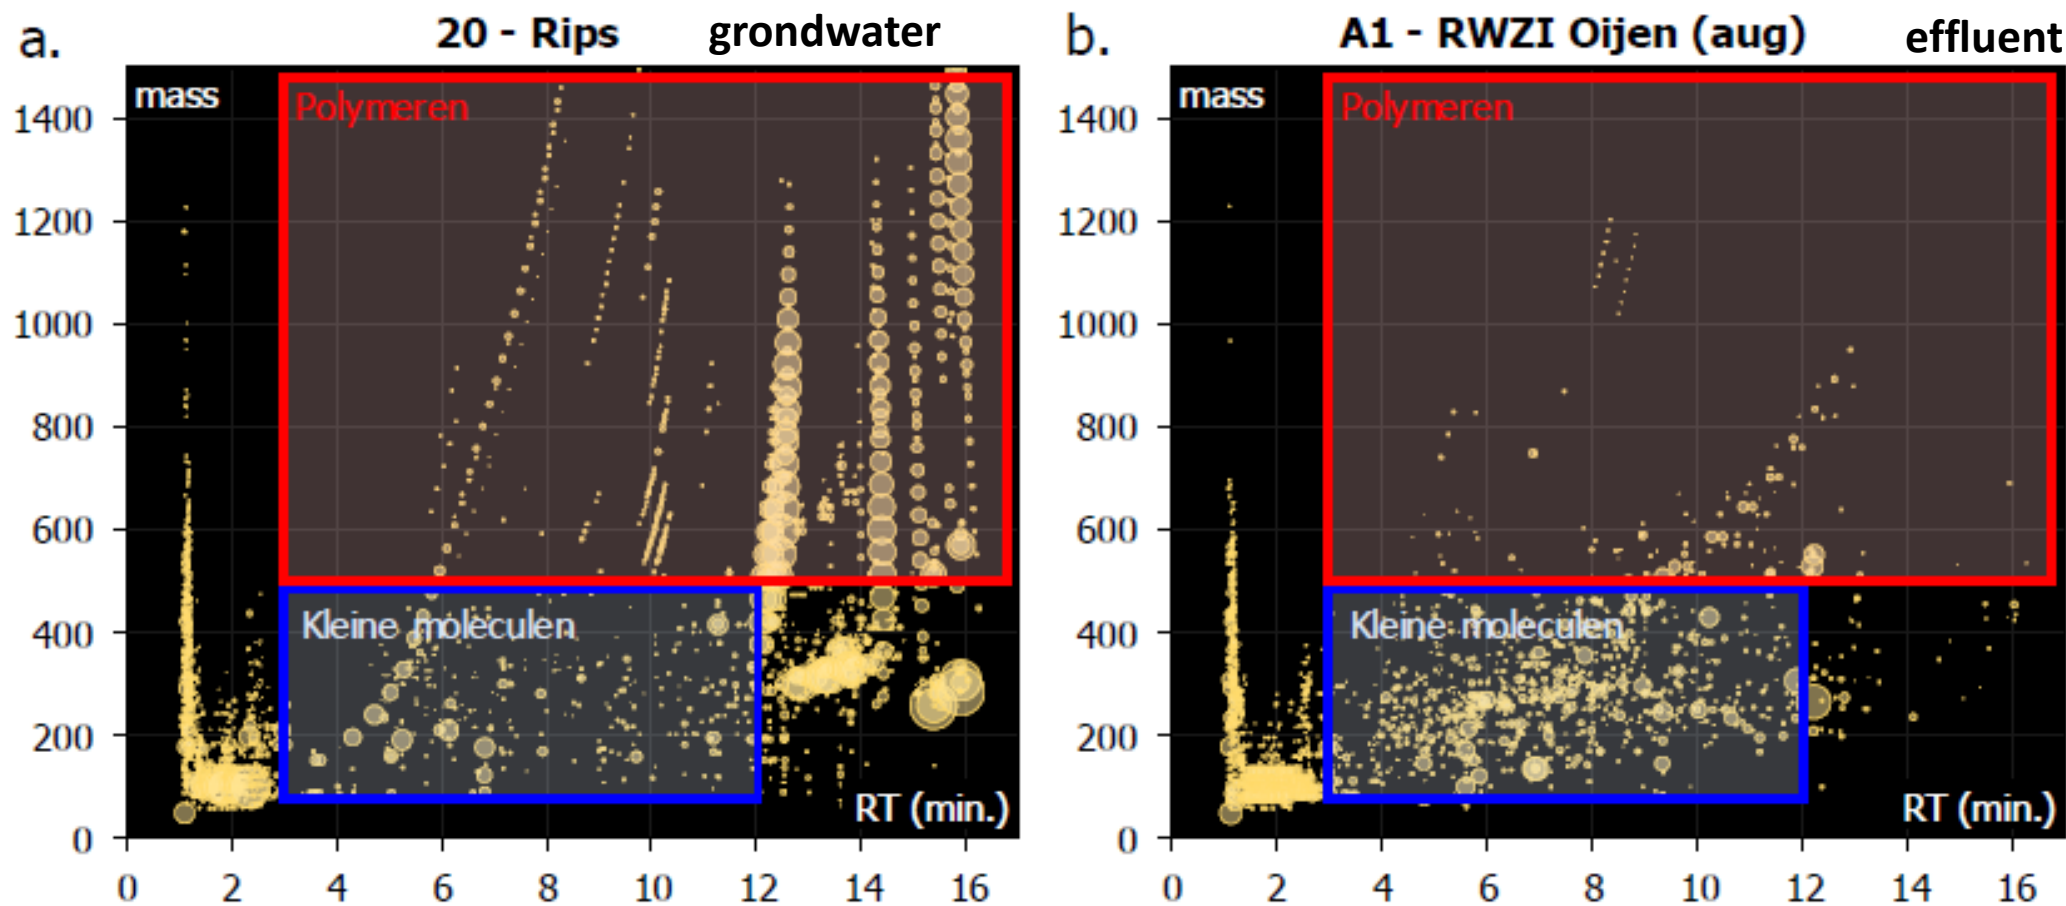 a.
20 - Rips grondwater
mass
Polymeren
1400
1200
1000
800
600
Kleine moleculen
400
200
RT (min.)
0
0 2 4 6 8 10 12 14 16
b.
A1 - RWZI Oijen (aug) effluent
mass
Polymeren
1400
1200
1000
800
600
Kleine moleculen
400
200
RT (min.)
0
0 2 4 6 8 10 12 14 16